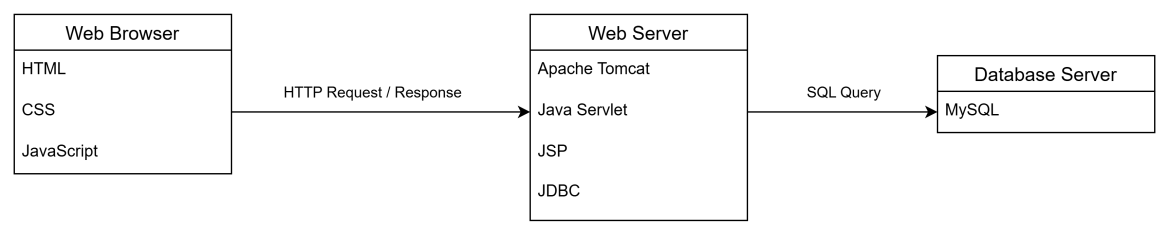 Web Browser
HTML
CSS
JavaScript
HTTP Request / Response
Web Server
Apache Tomcat
Java Servlet
JSP
JDBC
SQL Query
Database Server
MySQL